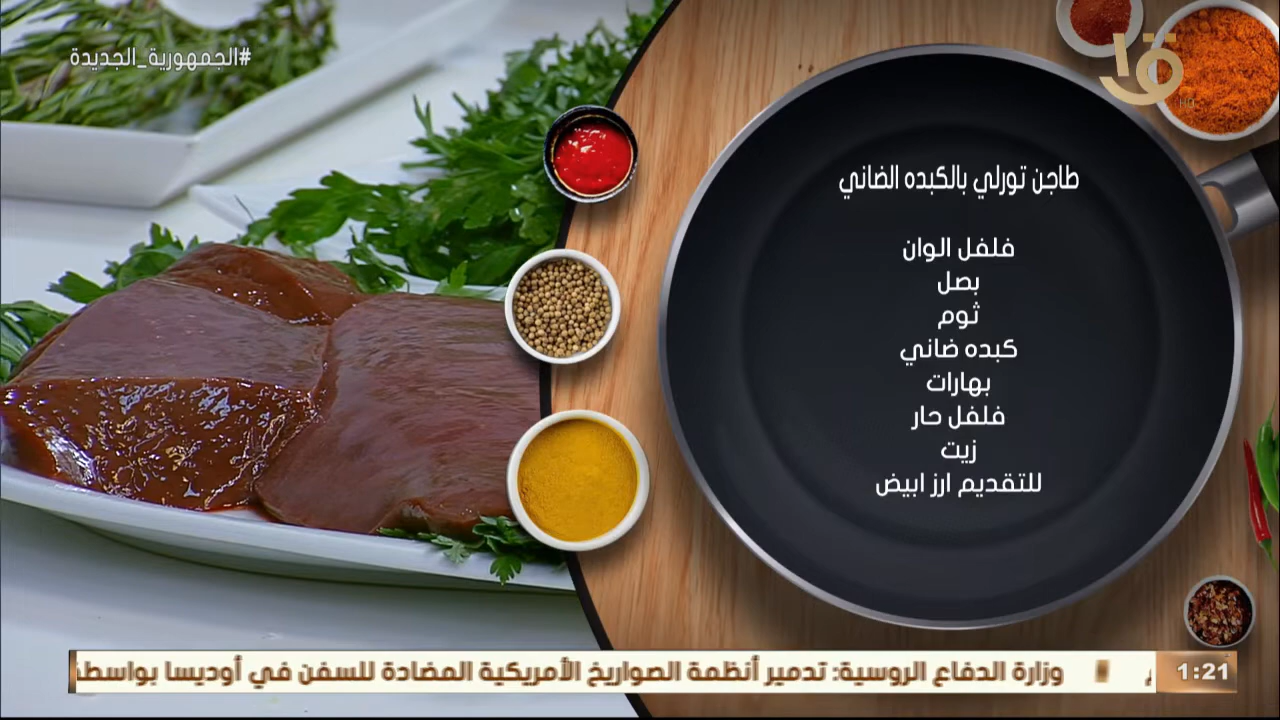 #الجمهورية_الجديدة
طاجن تورلي بالكبده الضاني
فلفل الوان
بصل
ثوم
كبده ضاني
بهارات
فلفل حار
زيت
للتقديم ارز ابيض
وزارة الدفاع الروسية: تدمير أنظمة الصواريخ الأمريكية المضادة للسفن في أوديسا بواسطة
1:21